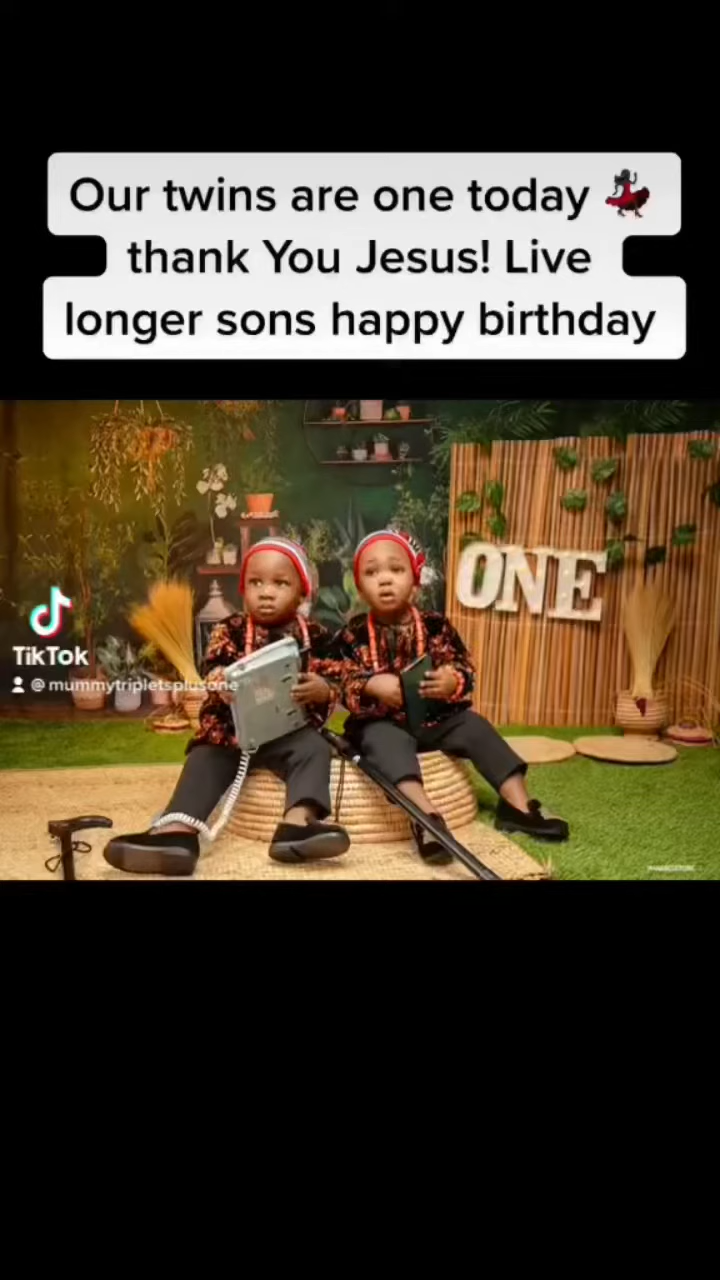 Our twins are one today 💃
thank You Jesus! Live
longer sons happy birthday
ONE
TikTok
@mummytripletsplusone